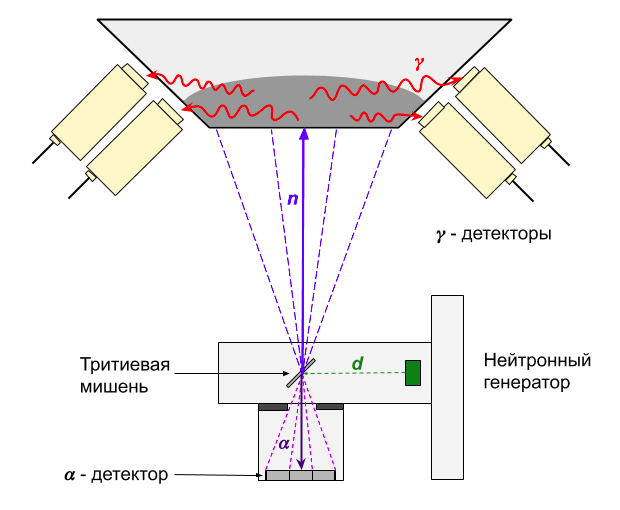 γ
n
γ - детекторы
Тритиевая
мишень
d
Нейтронный
генератор
α
α - детектор